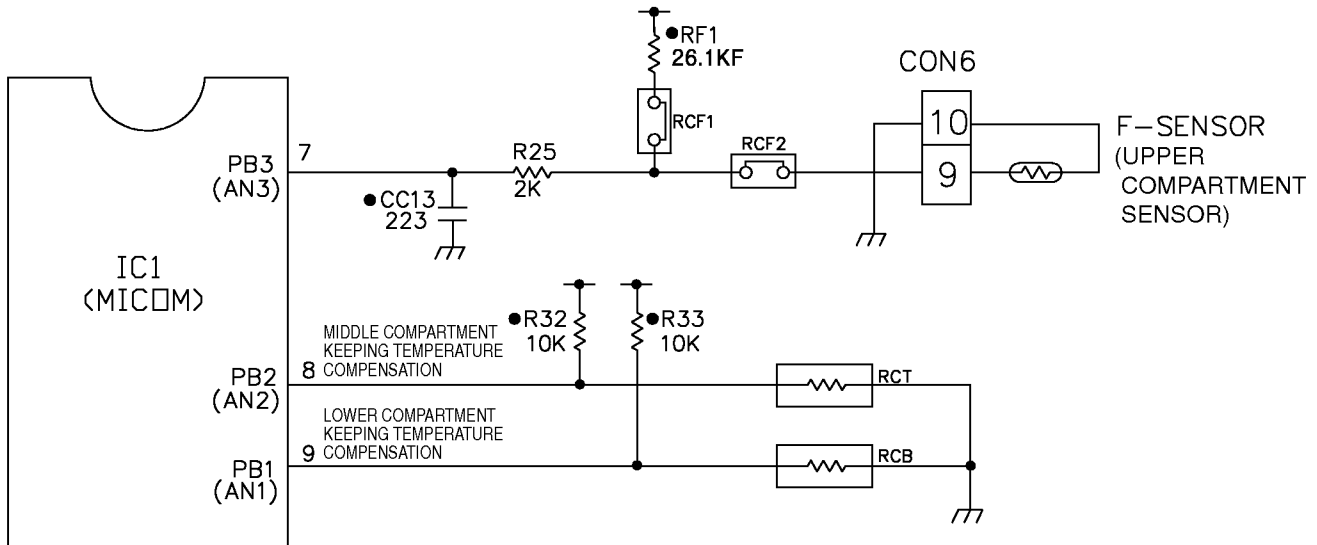 RF1
26.1KF
RCF1
CON6
10
9
F-SENSOR
(UPPER
COMPARTMENT
SENSOR)
RCF2
PB3
(AN3)
7
R25
2K
CC13
223
IC1
(MICOM)
R32
10K
R33
10K
MIDDLE COMPARTMENT
KEEPING TEMPERATURE
COMPENSATION
8
PB2
(AN2)
RCT
LOWER COMPARTMENT
KEEPING TEMPERATURE
COMPENSATION
9
PB1
(AN1)
RCB